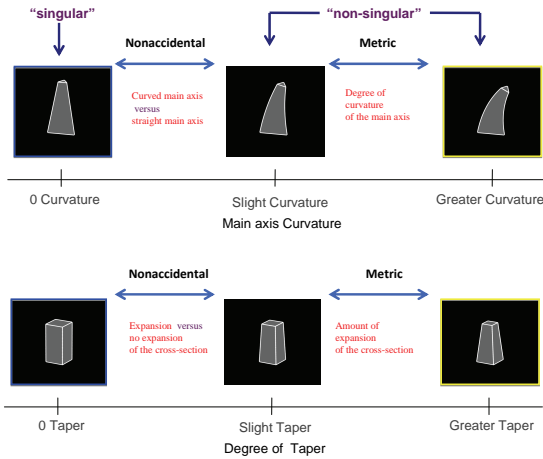 “singular”
“non-singular”
Nonaccidental
Metric
Curved main axis
versus
straight main axis
Degree of
curvature
of the main axis
0 Curvature
Slight Curvature
Greater Curvature
Main axis Curvature
Nonaccidental
Metric
Expansion versus
no expansion
of the cross-section
Amount of
expansion
of the cross-section
0 Taper
Slight Taper
Greater Taper
Degree of Taper